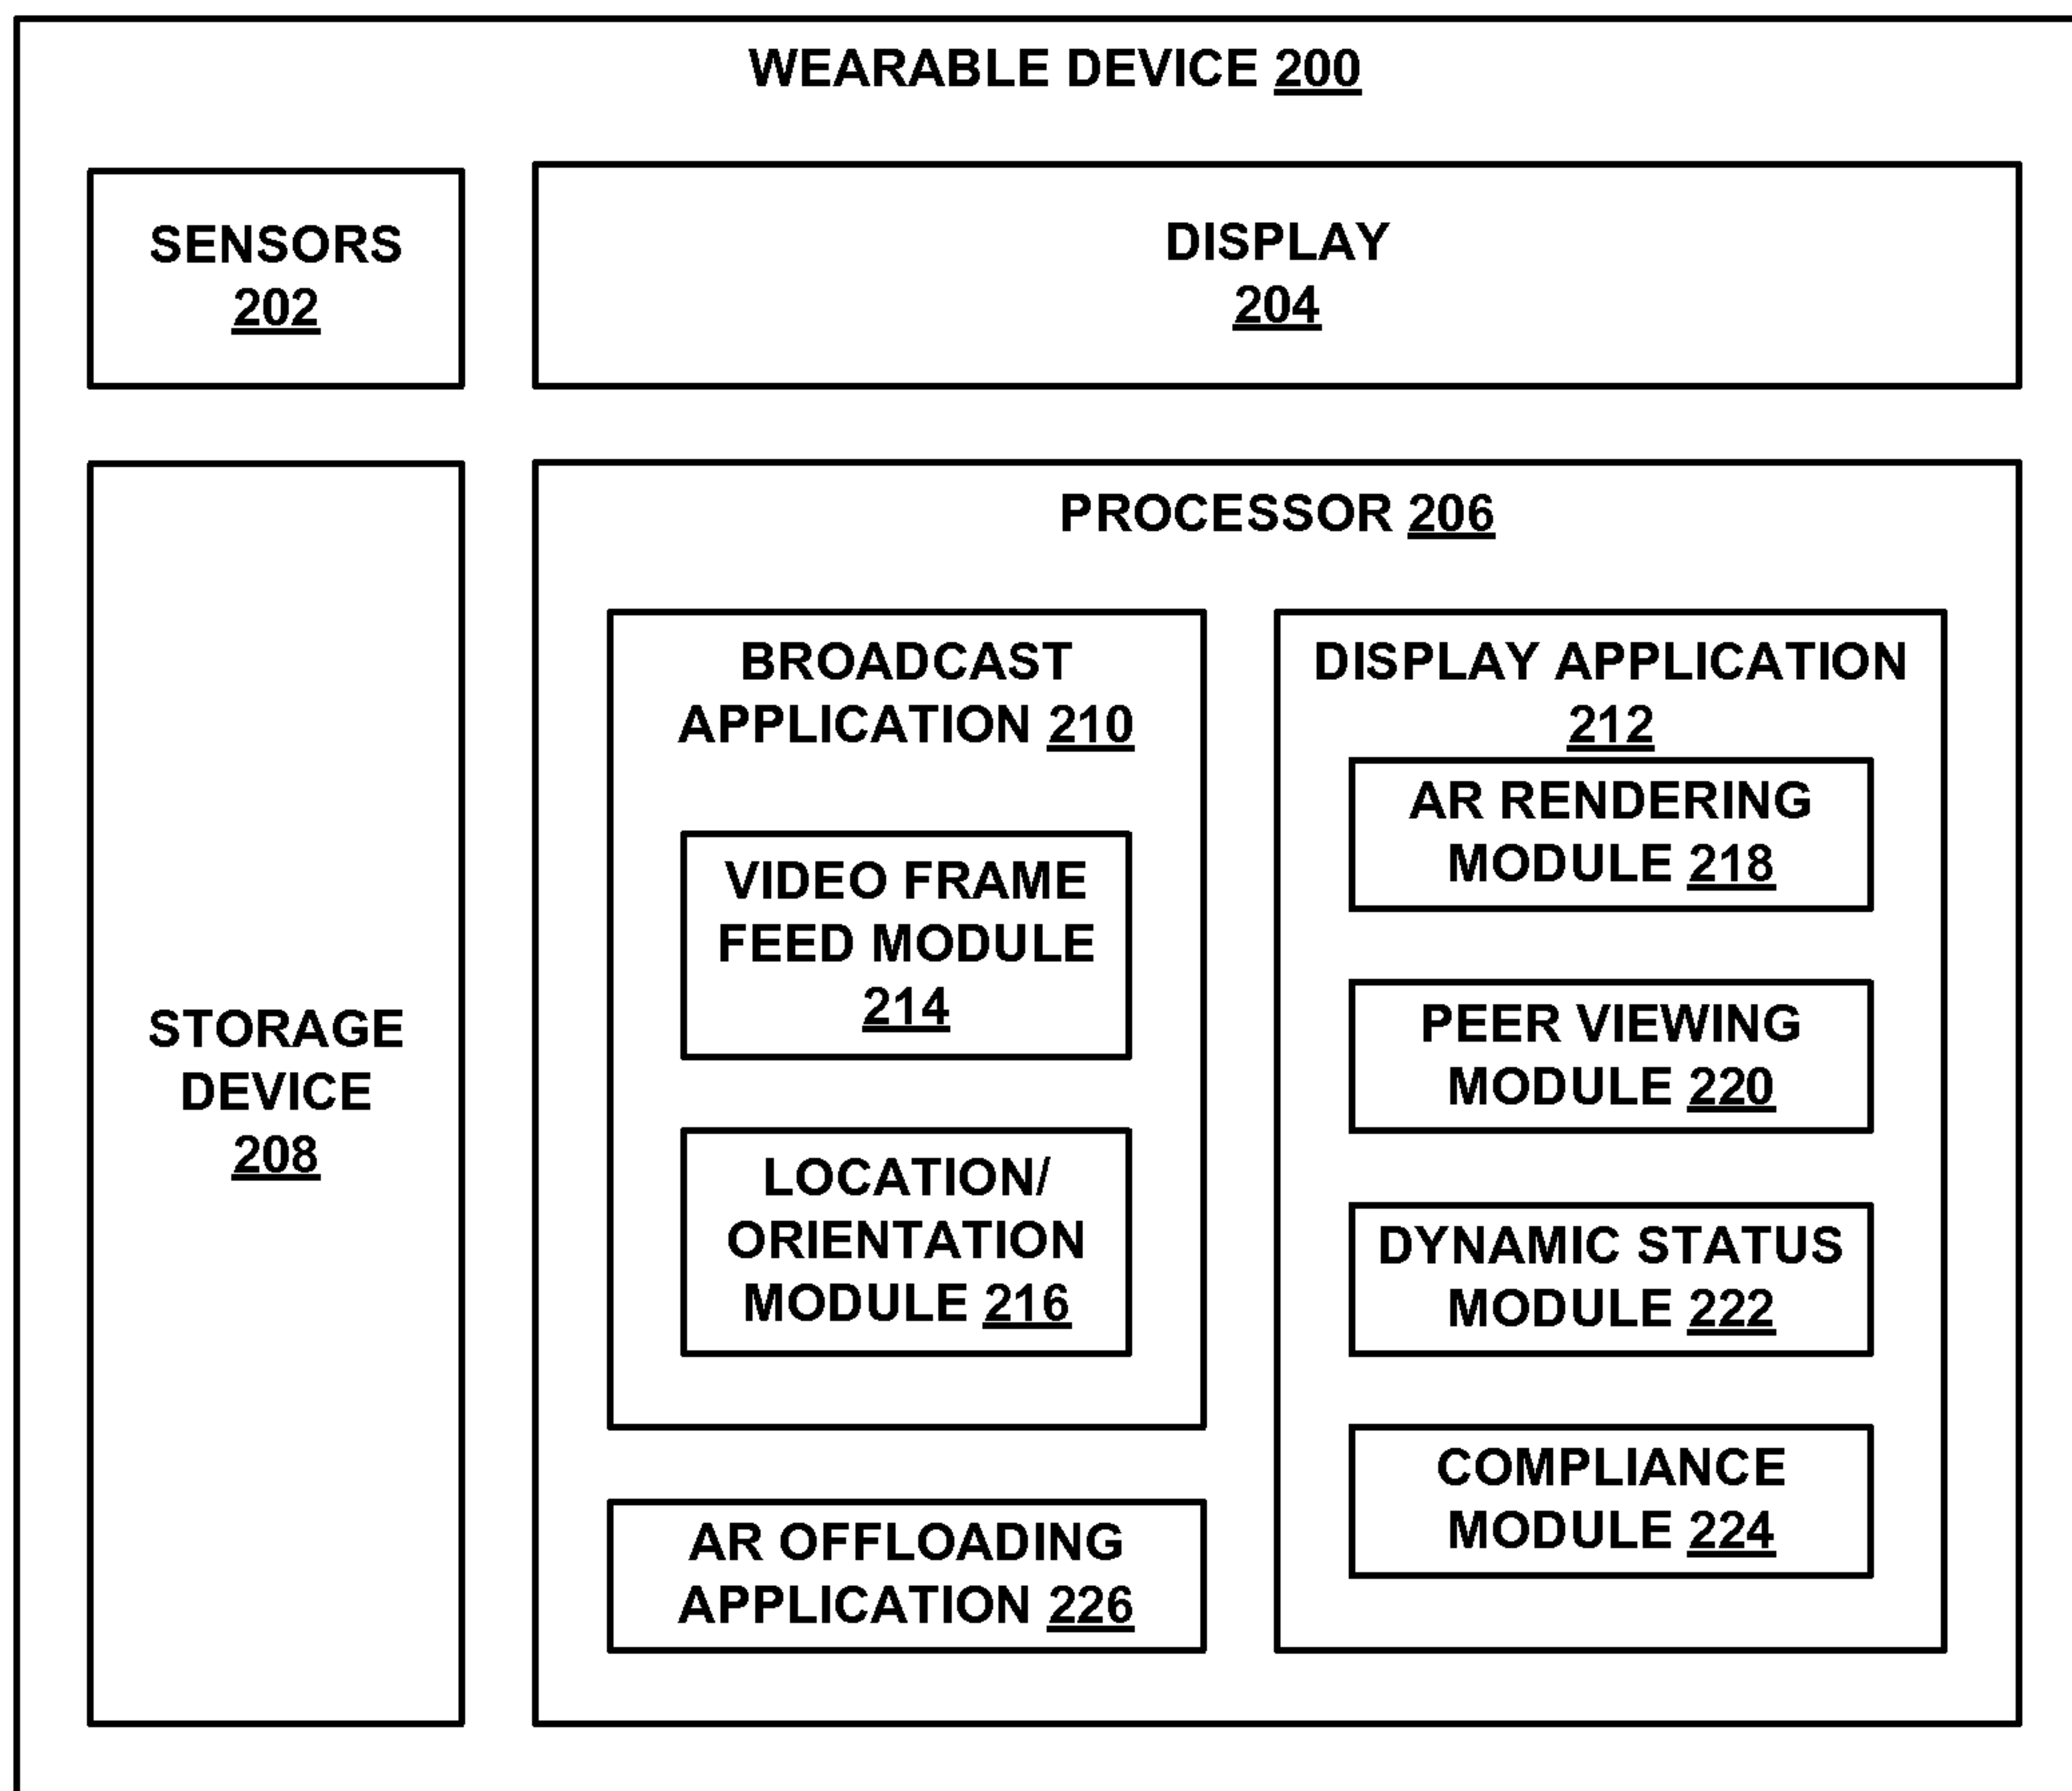 WEARABLE DEVICE 200
SENSORS
202
DISPLAY
204
STORAGE
DEVICE
208
PROCESSOR 206
BROADCAST
APPLICATION 210
VIDEO FRAME
FEED MODULE
214
LOCATION/
ORIENTATION
MODULE 216
AR OFFLOADING
APPLICATION 226
DISPLAY APPLICATION
212
AR RENDERING
MODULE 218
PEER VIEWING
MODULE 220
DYNAMIC STATUS
MODULE 222
COMPLIANCE
MODULE 224